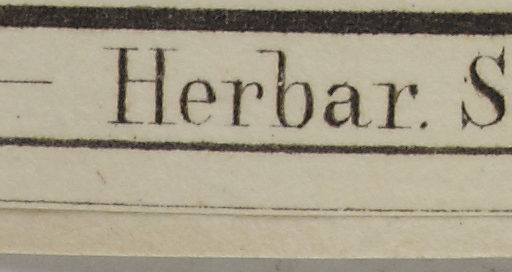 — Herbar. S